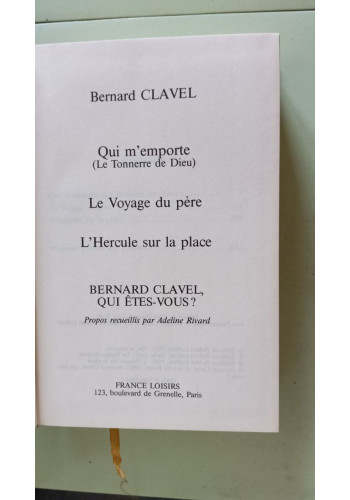 Bernard CLAVEL
Qui m'emporte
(Le Tonnerre de Dieu)
Le Voyage du père
L'Hercule sur la place
BERNARD CLAVEL,
QUI ÊTES-VOUS ?
Propos recueillis par Adeline Rivard
FRANCE LOISIRS
123, boulevard de Grenelle, Paris